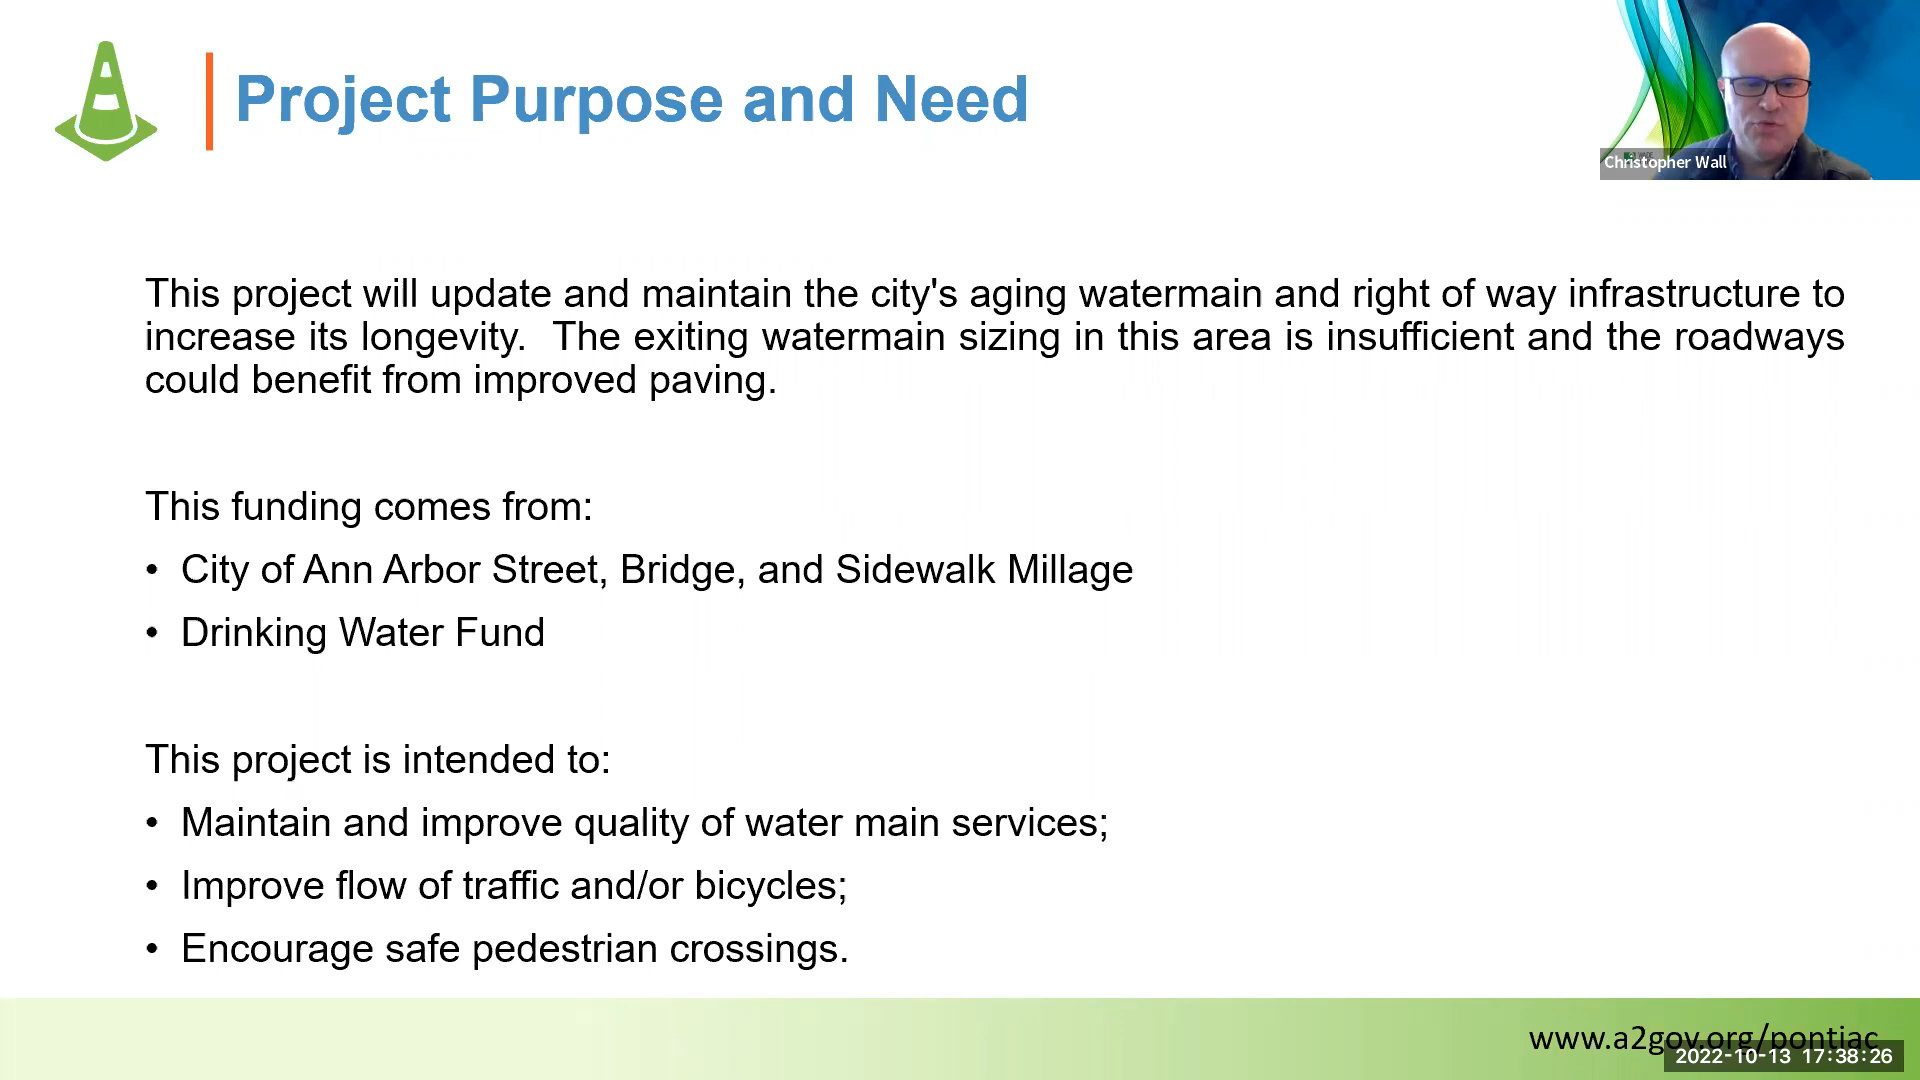 Project Purpose and Need
Christopher Wall
This project will update and maintain the city's aging watermain and right of way infrastructure to
increase its longevity.  The exiting watermain sizing in this area is insufficient and the roadways
could benefit from improved paving.
This funding comes from:
• City of Ann Arbor Street, Bridge, and Sidewalk Millage
• Drinking Water Fund
This project is intended to:
• Maintain and improve quality of water main services;
• Improve flow of traffic and/or bicycles;
• Encourage safe pedestrian crossings.
www.a2gov.org/pontiac
2022-10-13 17:38:26